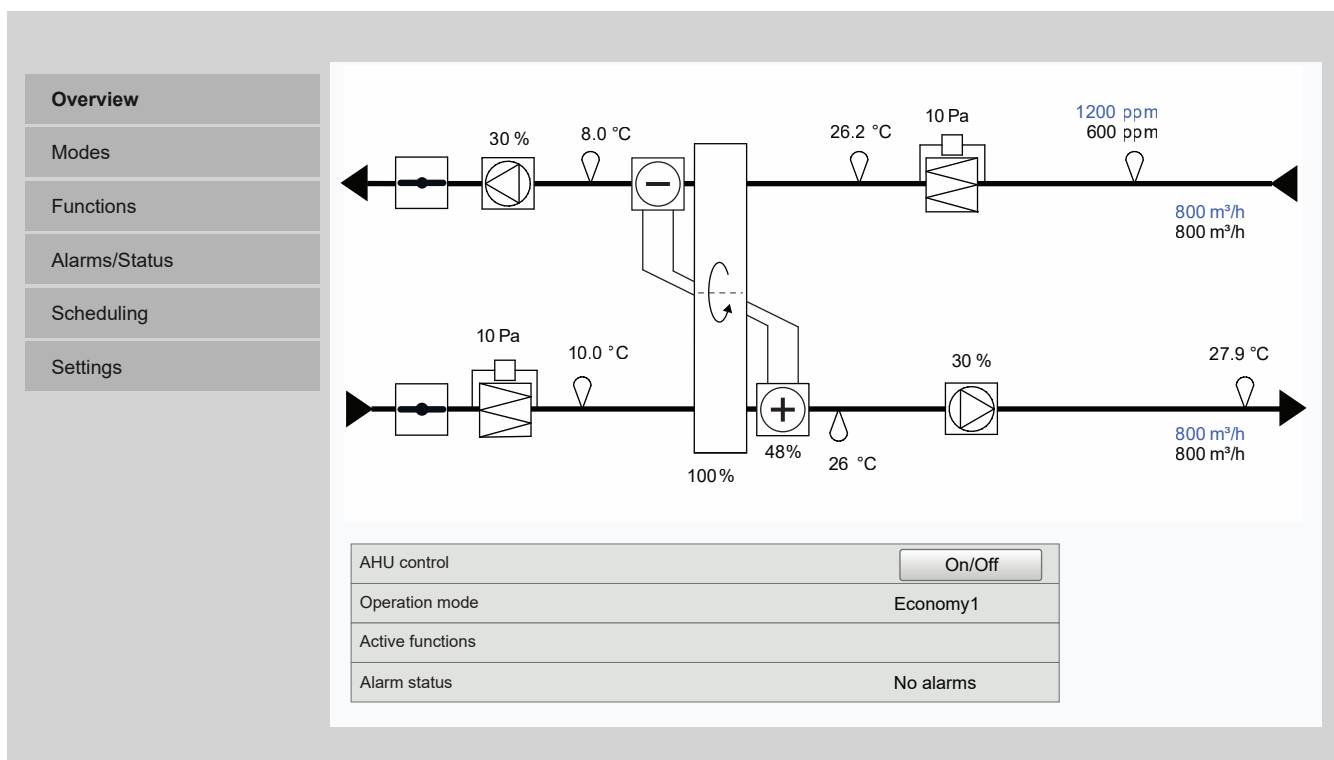 Overview
Modes
Functions
Alarms/Status
Scheduling
Settings
30 %
8.0 °C
26.2 °C
10 Pa
1200 ppm
600 ppm
800 m³/h
800 m³/h
10 Pa
10.0 °C
100%
48%
26 °C
30 %
27.9 °C
800 m³/h
800 m³/h
AHU control On/Off
Operation mode Economy1
Active functions
Alarm status No alarms